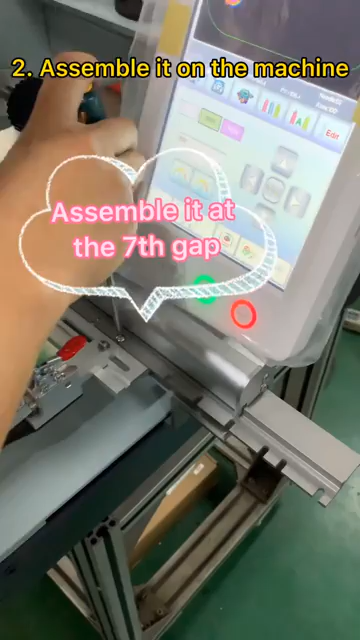 2. Assemble it on the machine
Edit
Assemble it at
the 7th gap